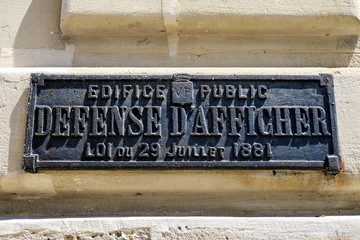 EDIFICE PUBLIC
DEFENSE D'AFFICHER
LOI DU 29 JUILLET 1881